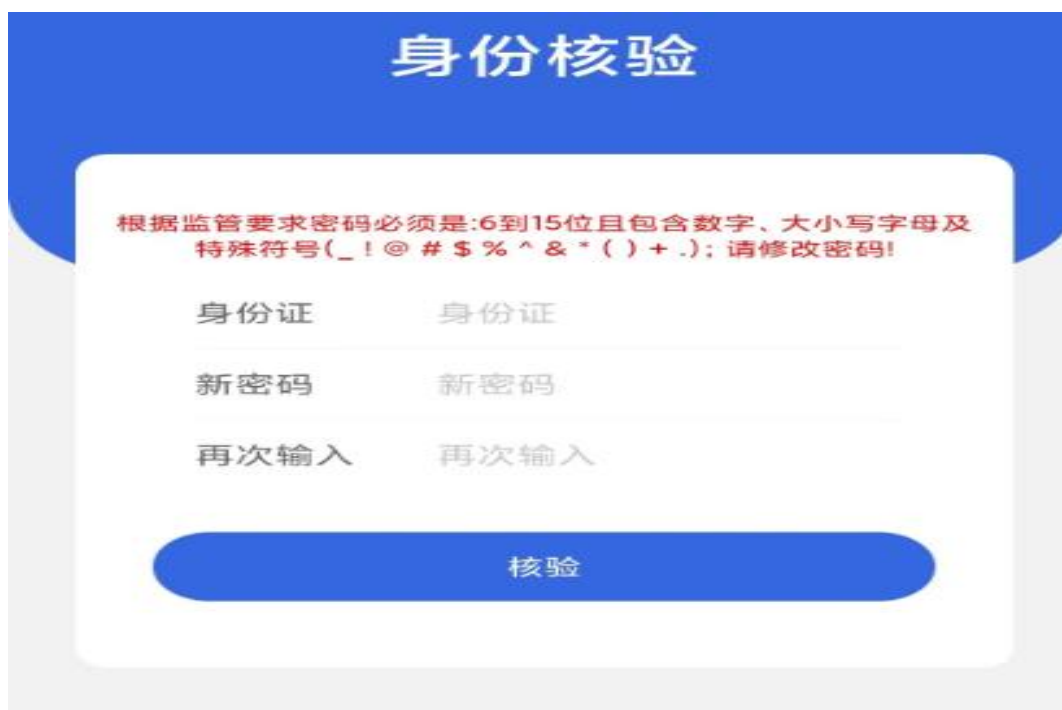 身份核验
根据监管要求密码必须是:6到15位且包含数字、大小写字母及
特殊符号(_ ! @ # $ % ^ & * ( ) + .); 请修改密码!
身份证 身份证
新密码 新密码
再次输入 再次输入
核验